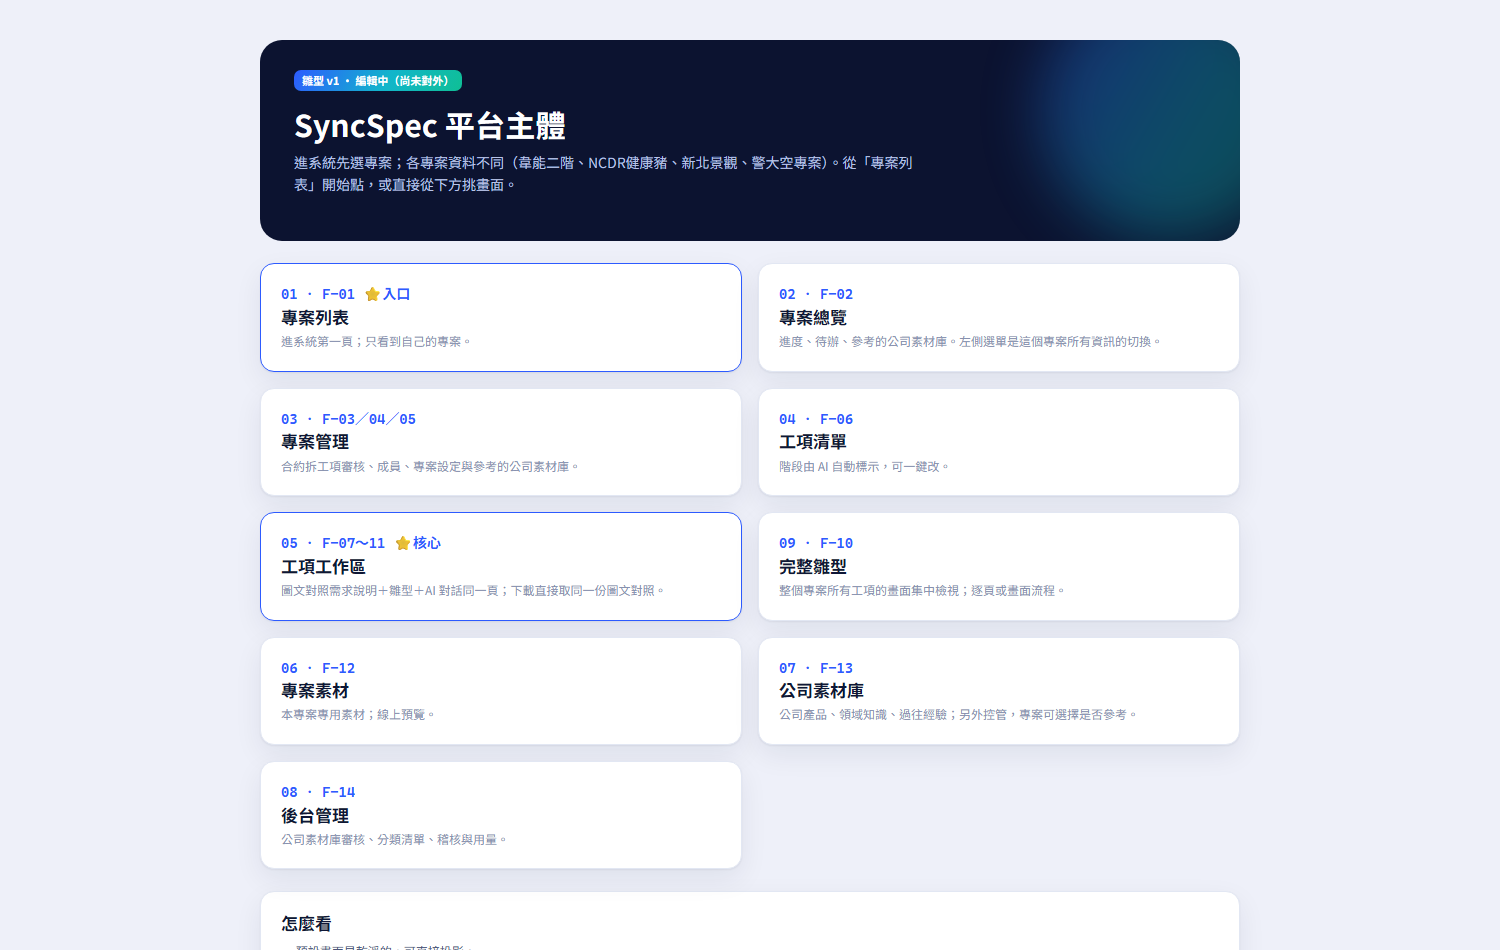 雛型 v1 · 編輯中（尚未對外）
SyncSpec 平台主體
進系統先選專案；各專案資料不同（韋能二階、NCDR健康豬、新北景觀、警大空專案）。從「專案列
表」開始點，或直接從下方挑畫面。
01 · F-01 ⭐入口
專案列表
進系統第一頁；只看到自己的專案。
02 · F-02
專案總覽
進度、待辦、參考的公司素材庫。左側選單是這個專案所有資訊的切換。
03 · F-03／04／05
專案管理
合約拆工項審核、成員、專案設定與參考的公司素材庫。
04 · F-06
工項清單
階段由 AI 自動標示，可一鍵改。
05 · F-07～11 ⭐核心
工項工作區
圖文對照需求說明＋雛型＋AI 對話同一頁；下載直接取同一份圖文對照。
09 · F-10
完整雛型
整個專案所有工項的畫面集中檢視；逐頁或畫面流程。
06 · F-12
專案素材
本專案專用素材；線上預覽。
07 · F-13
公司素材庫
公司產品、領域知識、過往經驗；另外控管，專案可選擇是否參考。
08 · F-14
後台管理
公司素材庫審核、分類清單、稽核與用量。
怎麼看